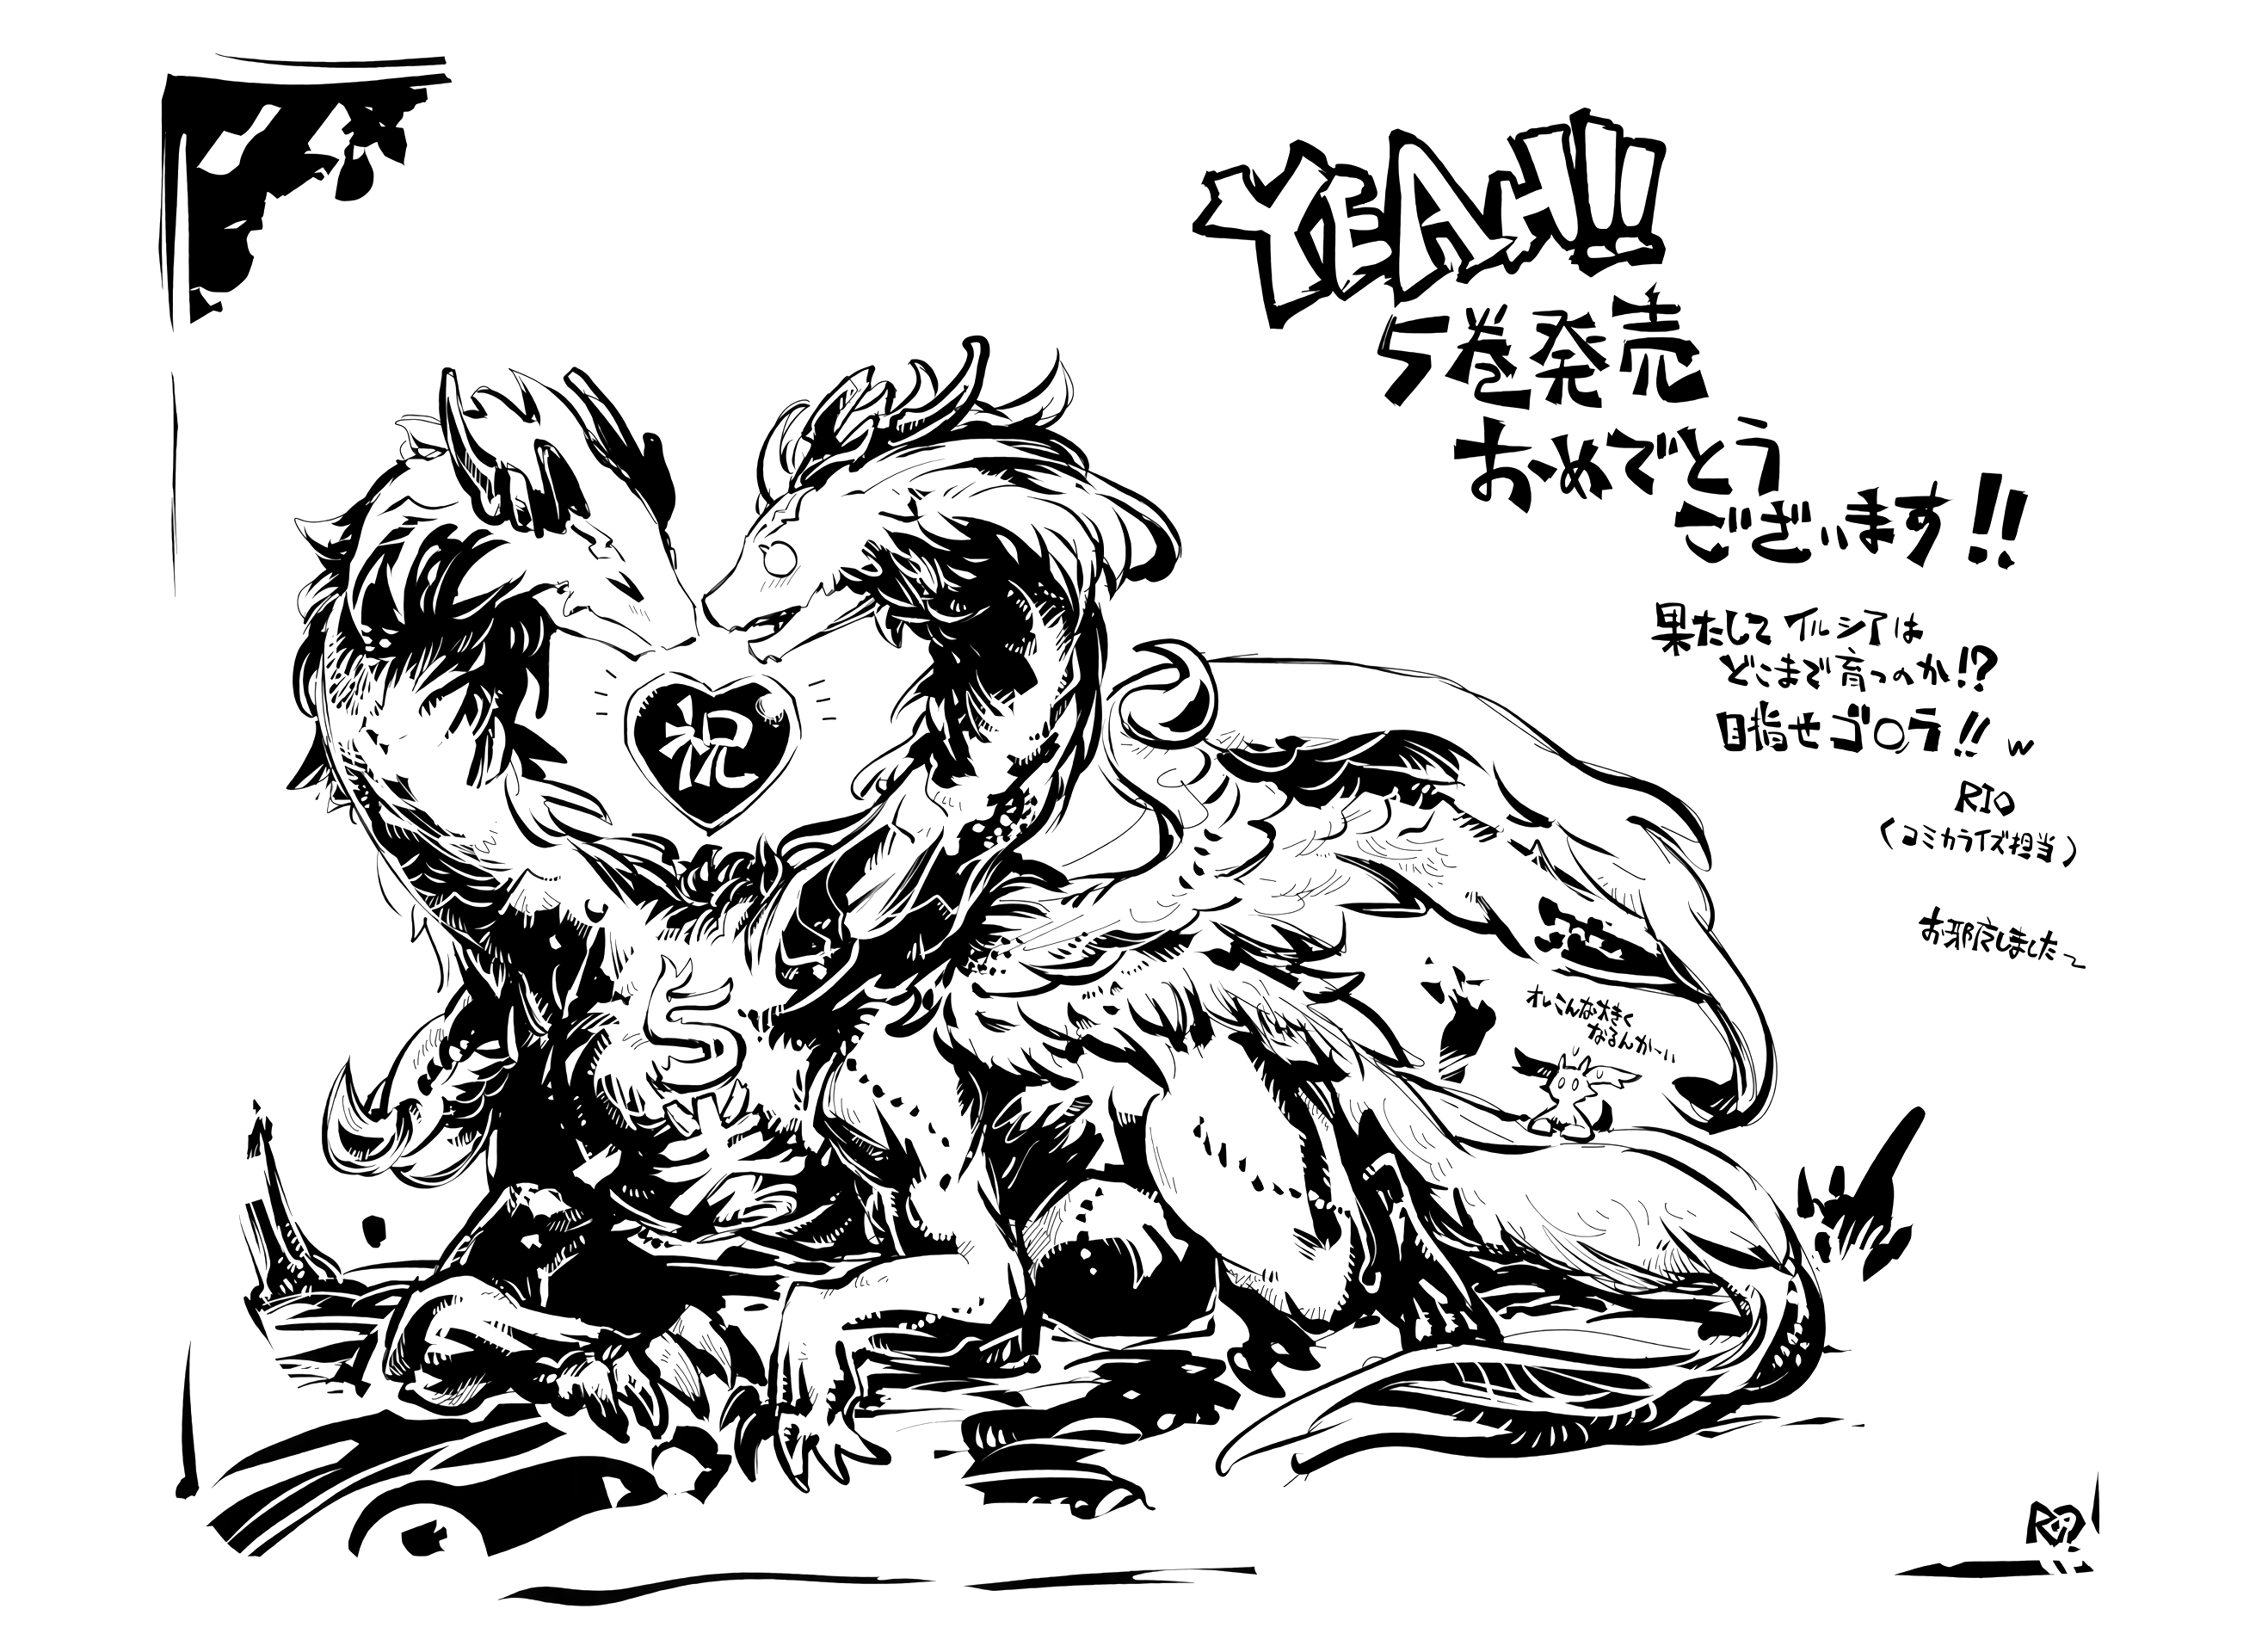 YEAH!!!
5巻発売
おめでとう
ございます!!
果たしてイルシアは
どこまで育つのか!?
目指せゴ〇ラ!! w
RIO
(コミカライズ担当)
お邪魔しました~
オレこんな大きく
なるんか〜い
祝
5
RIO